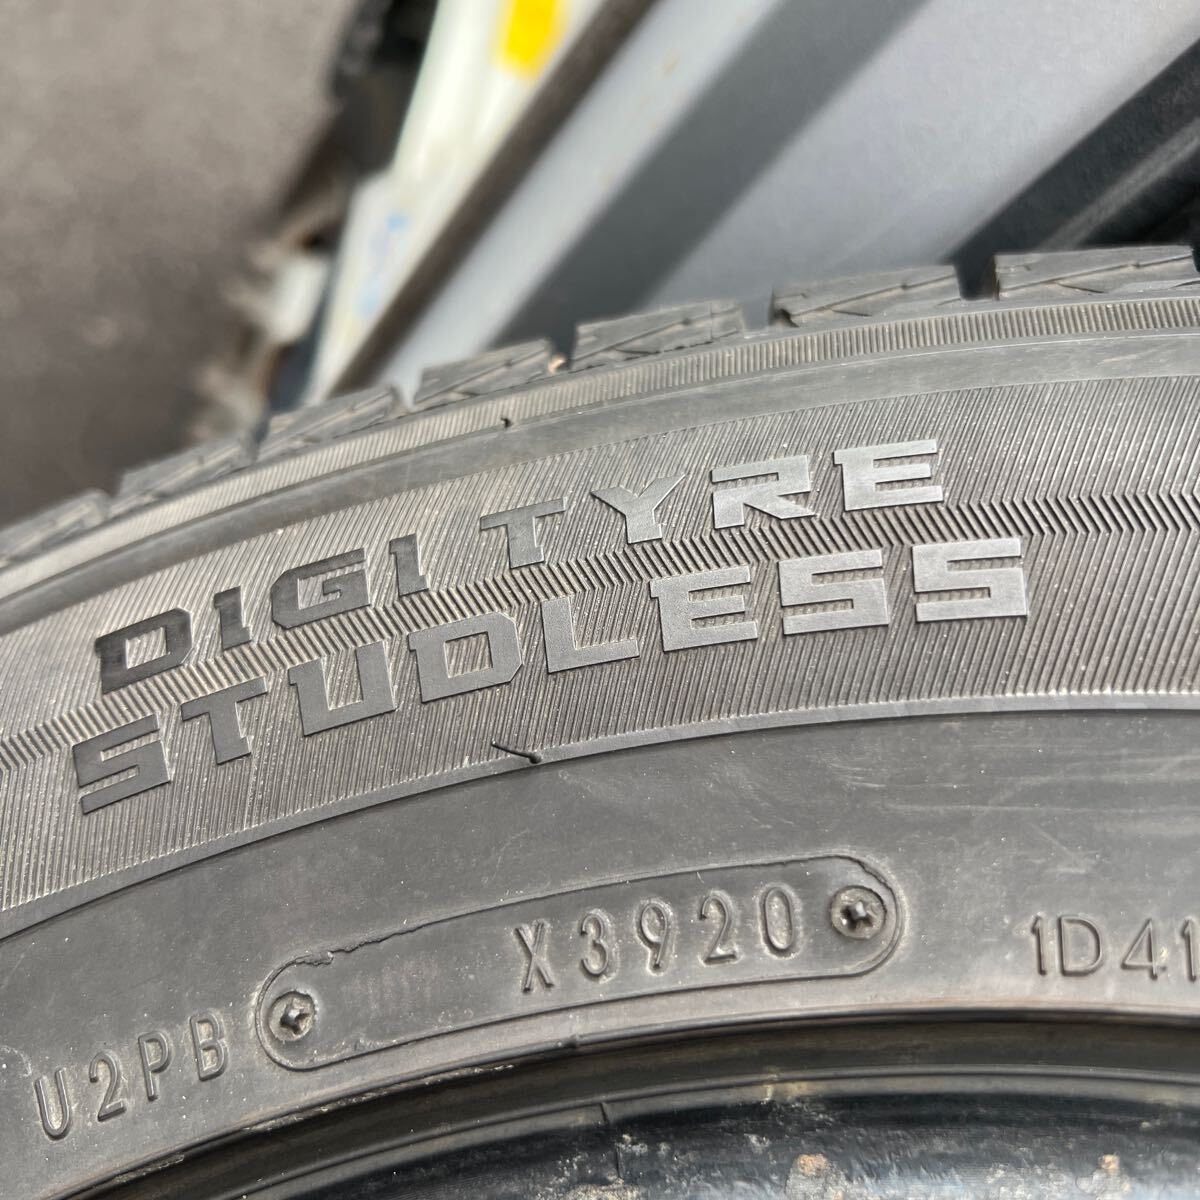 DIGI TYRE
STUDLESS
U2PB X3920 1D41